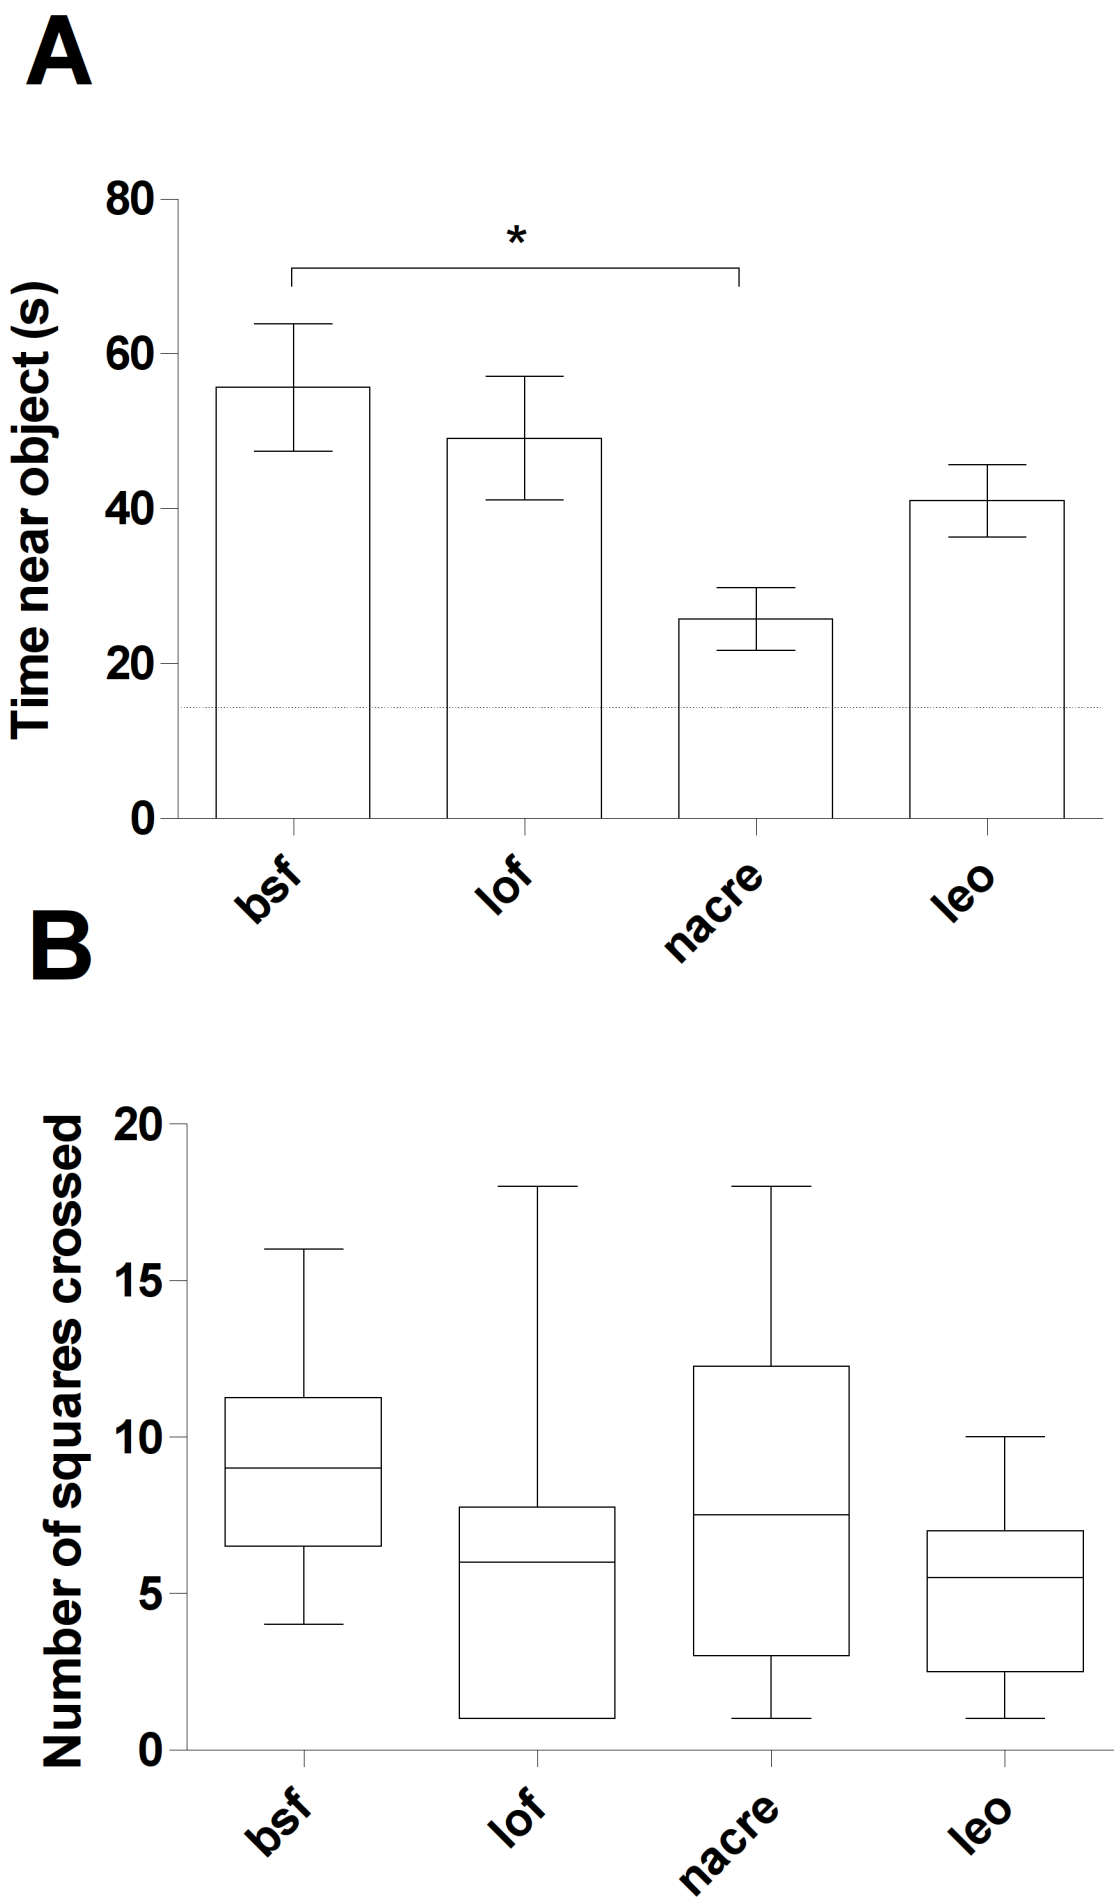 A
80
60
40
20
0
Time near object (s)
*
bsf
lof
nacre
leo
B
20
15
10
5
0
Number of squares crossed
bsf
lof
nacre
leo